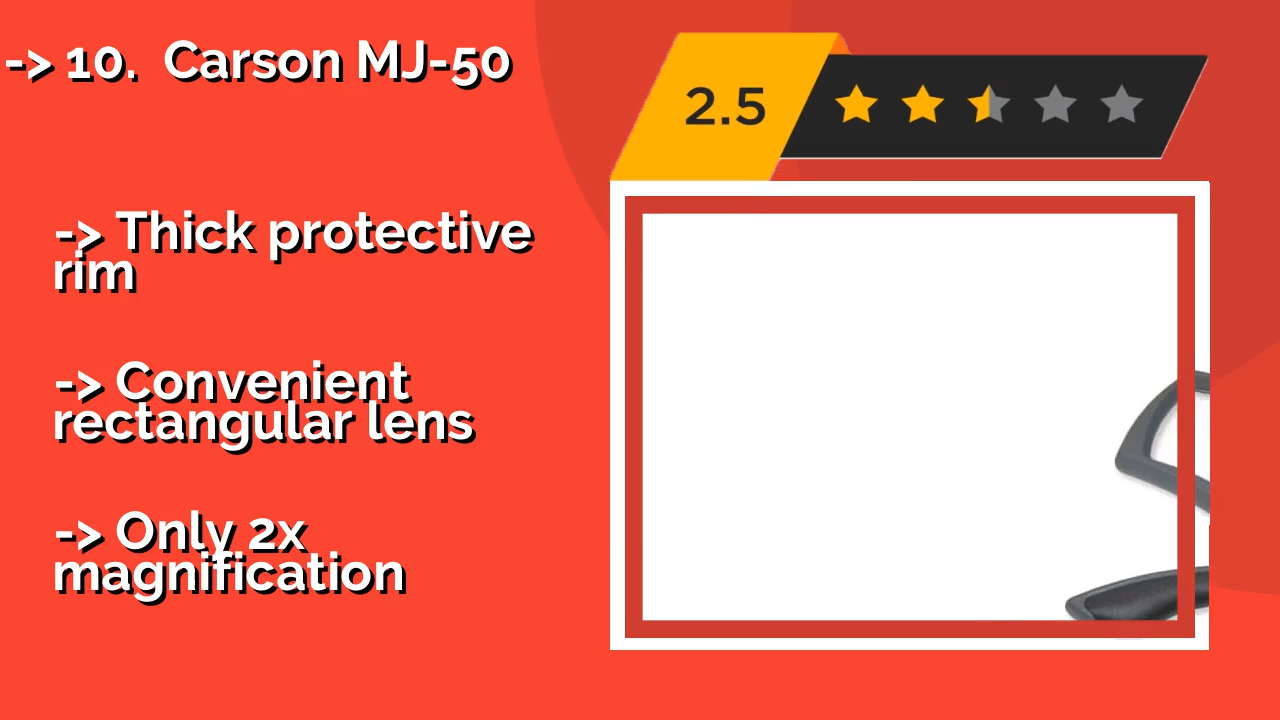 -> 10. Carson MJ-50
2.5
-> Thick protective
rim
-> Convenient
rectangular lens
-> Only 2x
magnification